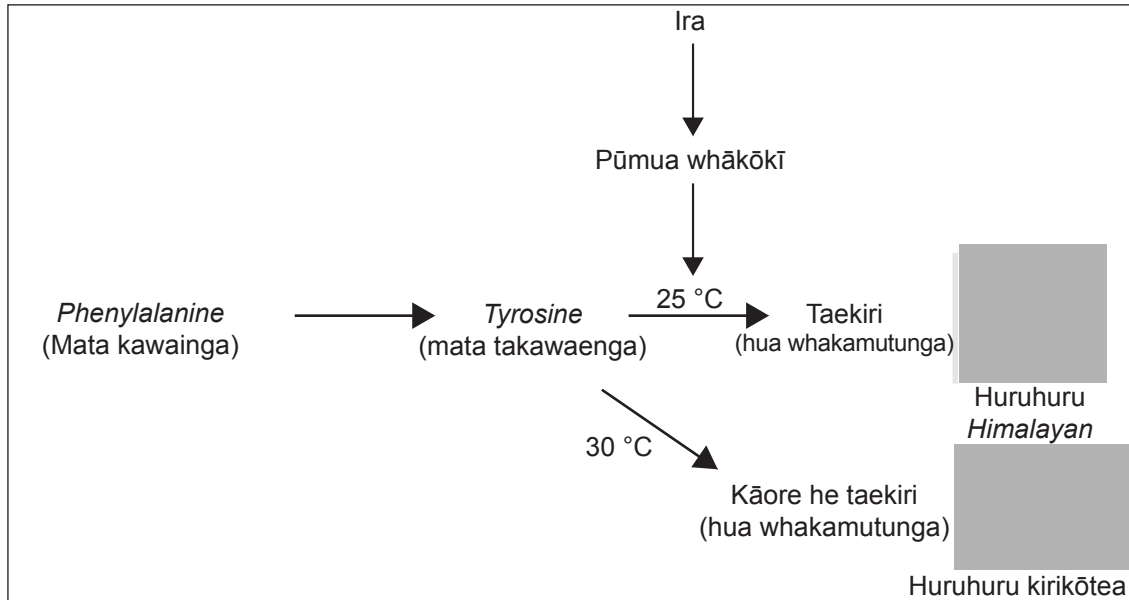 Ira
Pūmua whākōkī
Phenylalanine
(Mata kawainga)
Tyrosine
(mata takawaenga)
25 °C
Taekiri
(hua whakamutunga)
Huruhuru
Himalayan
30 °C
Kāore he taekiri
(hua whakamutunga)
Huruhuru kirikōtea